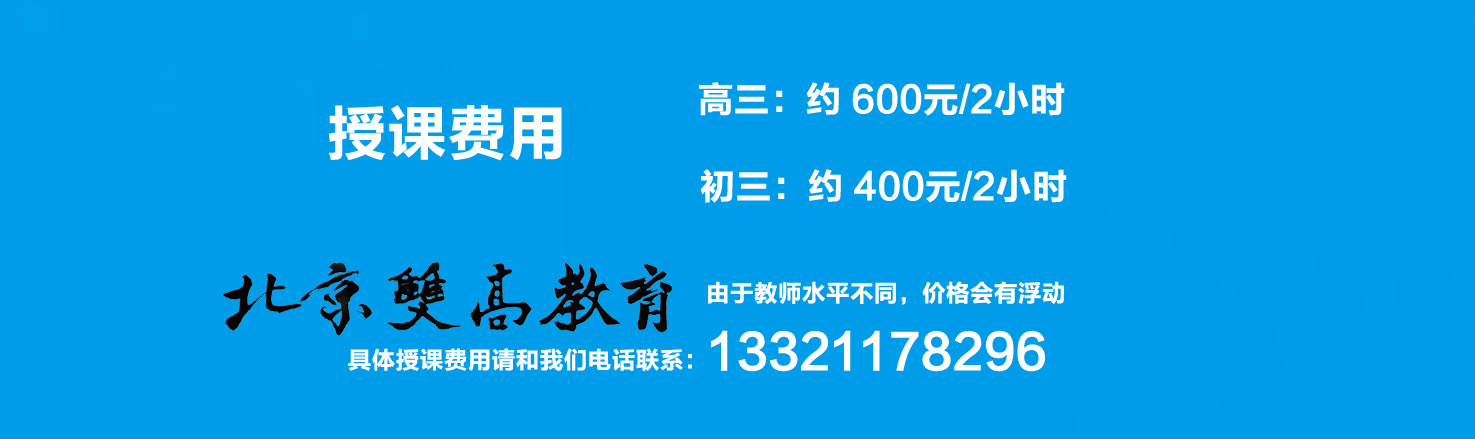 授课费用
高三：约 600元/2小时
初三：约 400元/2小时
北京雙高教育
由于教师水平不同，价格会有浮动
具体授课费用请和我们电话联系：13321178296